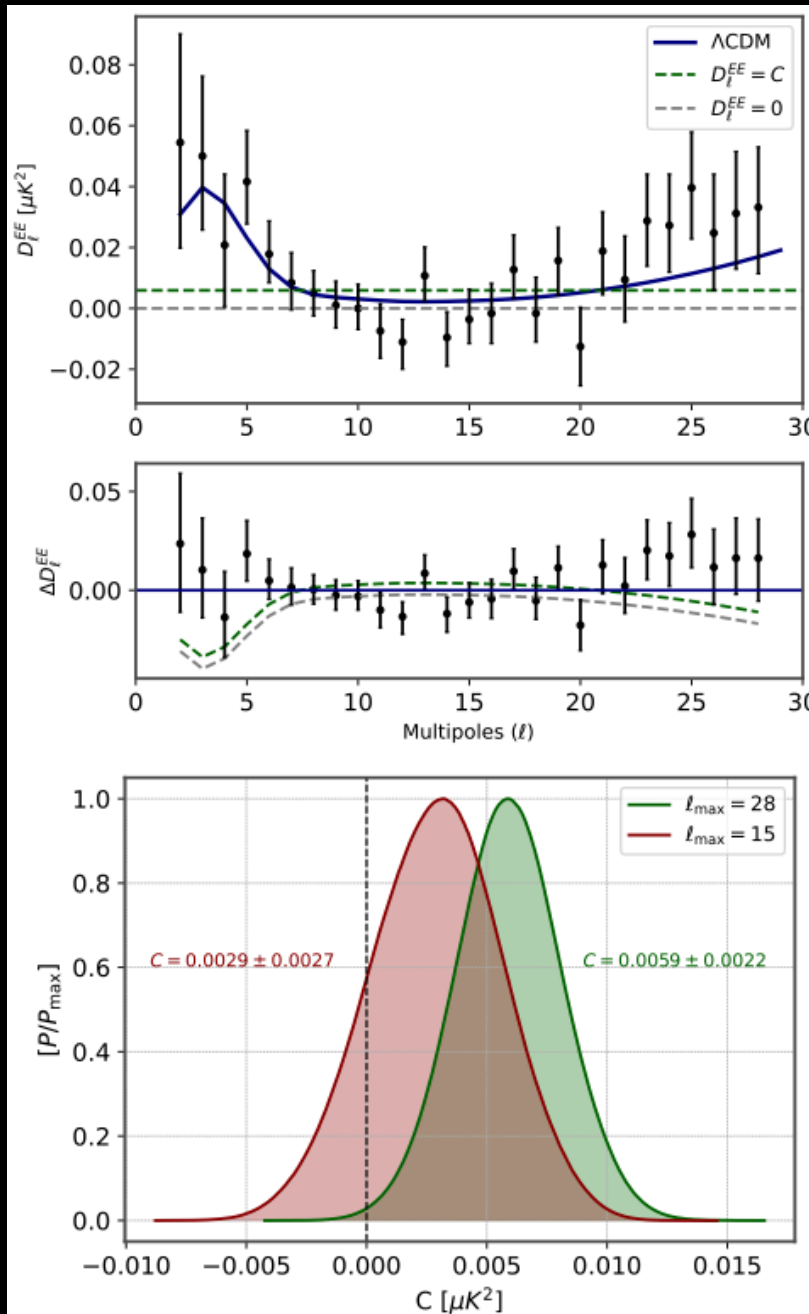 ΛCDM
D_ℓ^{EE} = C
D_ℓ^{EE} = 0
D_ℓ^{EE} [μK²]
0.08
0.06
0.04
0.02
0.00
−0.02
0 5 10 15 20 25 30
ΔD_ℓ^{EE}
0.05
0.00
0 5 10 15 20 25 30
Multipoles (ℓ)
ℓ_max = 28
ℓ_max = 15
C = 0.0029 ± 0.0027
C = 0.0059 ± 0.0022
[P/P_max]
1.0
0.8
0.6
0.4
0.2
0.0
−0.010 −0.005 0.000 0.005 0.010 0.015
C [μK²]